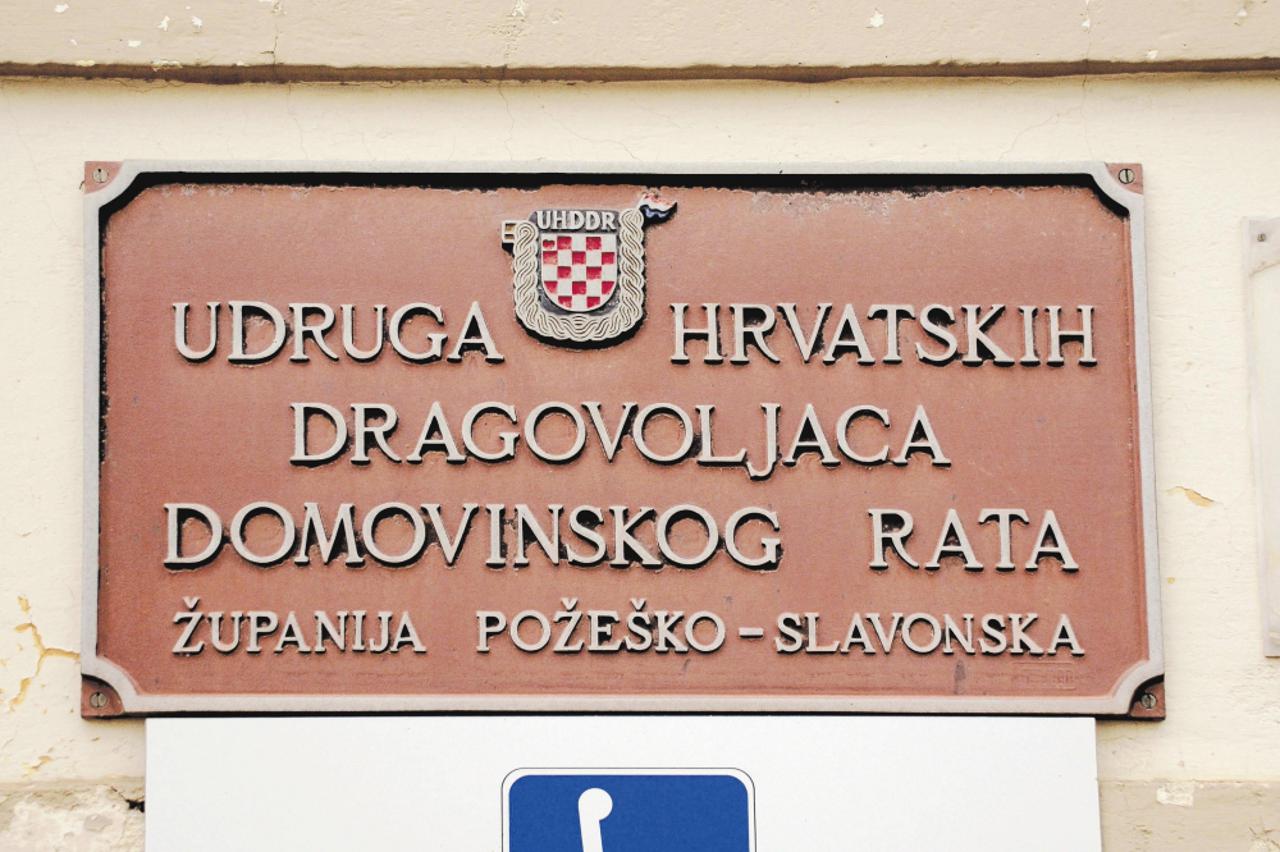 UHDDR
UDRUGA HRVATSKIH
DRAGOVOLJACA
DOMOVINSKOG RATA
ŽUPANIJA POŽEŠKO - SLAVONSKA